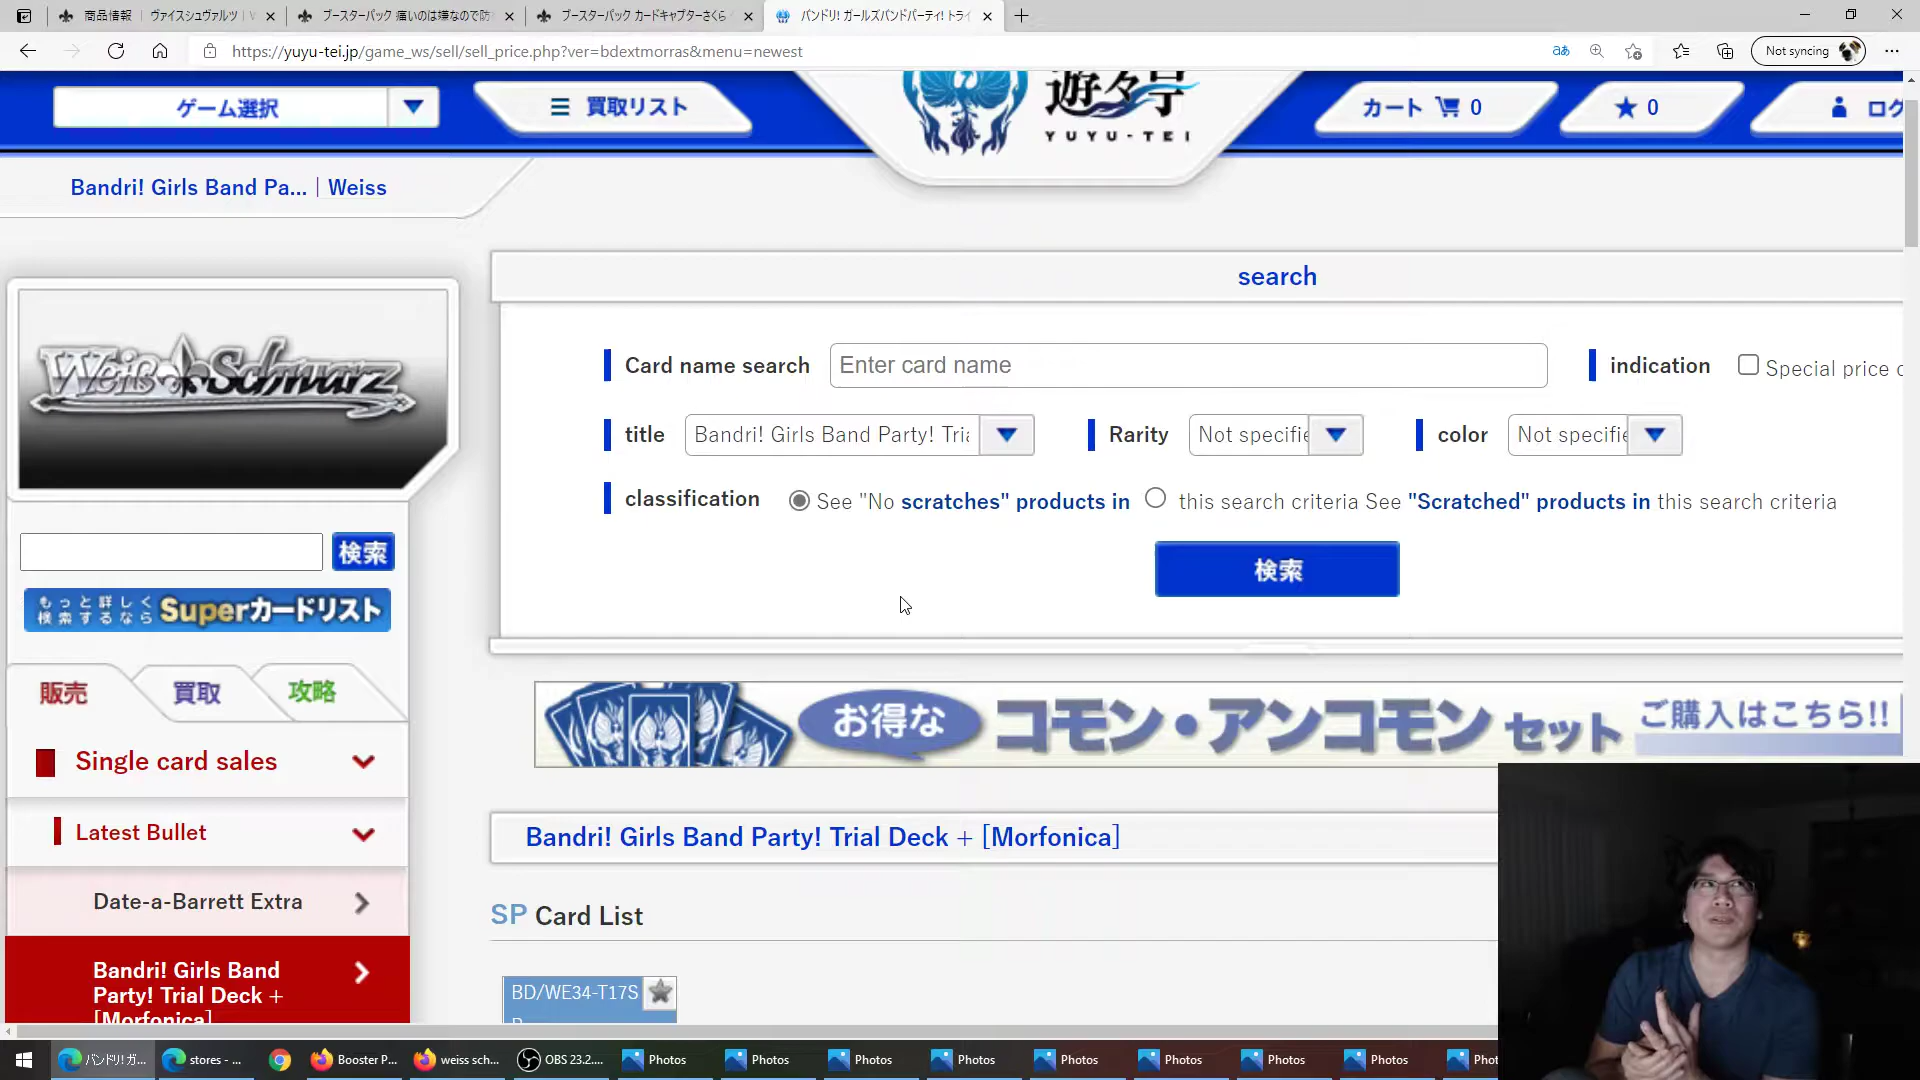 商品情報 | ヴァイスシュヴァルツ | W
ブースターパック 痛いのは嫌なので防
ブースターパック カードキャプターさくら
バンドリ! ガールズバンドパーティ! トライ
https://yuyu-tei.jp/game_ws/sell/sell_price.php?ver=bdextmorras&menu=newest
Not syncing
ゲーム選択
買取リスト
遊々亭
YUYU-TEI
カート 0
★ 0
ログ
Bandri! Girls Band Pa... | Weiss
search
Weiß Schwarz
Card name search
Enter card name
indication
Special price c
title
Bandri! Girls Band Party! Tria
Rarity
Not specifie
color
Not specifie
classification
See "No scratches" products in
this search criteria See "Scratched" products in this search criteria
検索
検索
もっと詳しく
検索するなら
Superカードリスト
販売
買取
攻略
お得な コモン・アンコモン セット ご購入はこちら!!
Single card sales
Latest Bullet
Date-a-Barrett Extra
Bandri! Girls Band
Party! Trial Deck +
[Morfonica]
Bandri! Girls Band Party! Trial Deck + [Morfonica]
SP Card List
BD/WE34-T17S
バンドリ! ガ...
stores - ...
Booster P...
weiss sch...
OBS 23.2....
Photos
Photos
Photos
Photos
Photos
Photos
Photos
Photos
Phot